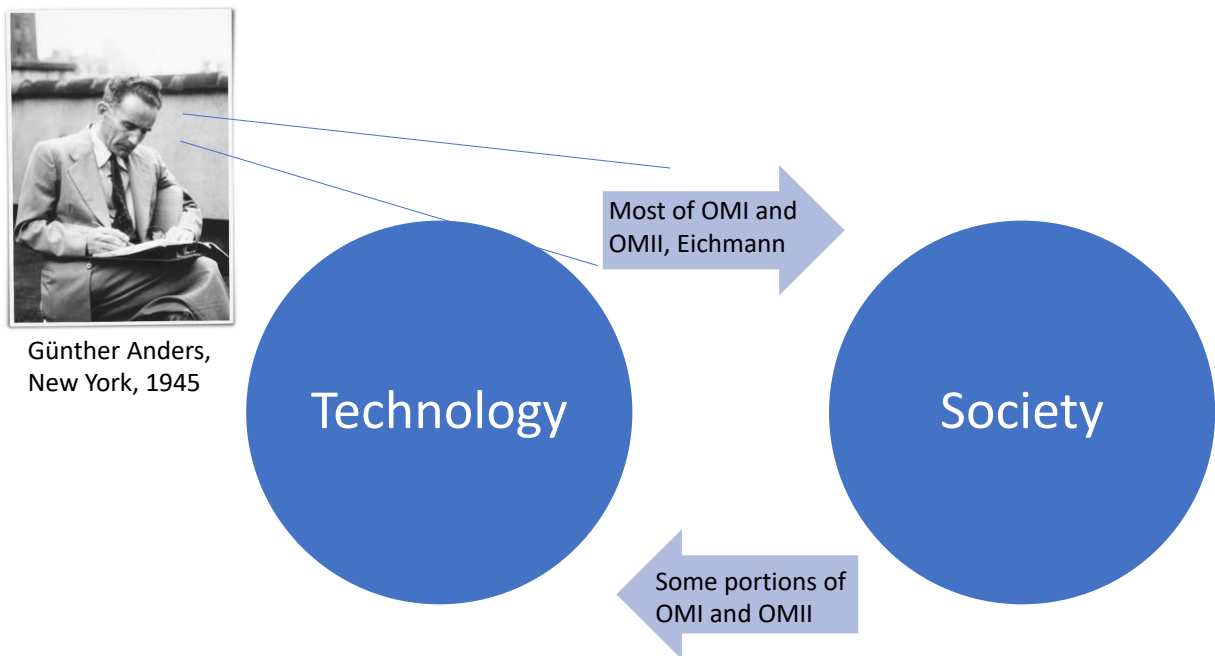 Most of OMI and
OMII, Eichmann
Günther Anders,
New York, 1945
Technology
Society
Some portions of
OMI and OMII